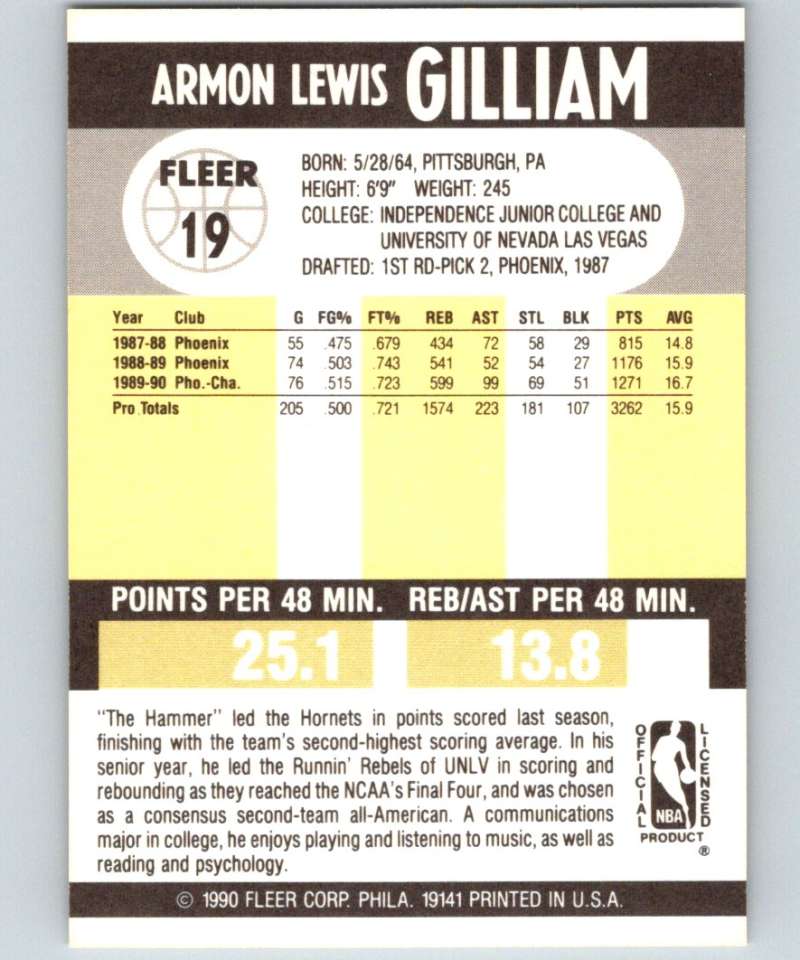 ARMON LEWIS GILLIAM
FLEER
19
BORN: 5/28/64, PITTSBURGH, PA
HEIGHT: 6'9" WEIGHT: 245
COLLEGE: INDEPENDENCE JUNIOR COLLEGE AND
UNIVERSITY OF NEVADA LAS VEGAS
DRAFTED: 1ST RD-PICK 2, PHOENIX, 1987
Year Club G FG% FT% REB AST STL BLK PTS AVG
1987-88 Phoenix 55 .475 .679 434 72 58 29 815 14.8
1988-89 Phoenix 74 .503 .743 541 52 54 27 1176 15.9
1989-90 Pho.-Cha. 76 .515 .723 599 99 69 51 1271 16.7
Pro Totals 205 .500 .721 1574 223 181 107 3262 15.9
POINTS PER 48 MIN. REB/AST PER 48 MIN.
25.1 13.8
"The Hammer" led the Hornets in points scored last season,
finishing with the team's second-highest scoring average. In his
senior year, he led the Runnin' Rebels of UNLV in scoring and
rebounding as they reached the NCAA's Final Four, and was chosen
as a consensus second-team all-American. A communications
major in college, he enjoys playing and listening to music, as well as
reading and psychology.
OFFICIAL
LICENSED
NBA
PRODUCT
®
© 1990 FLEER CORP. PHILA. 19141 PRINTED IN U.S.A.